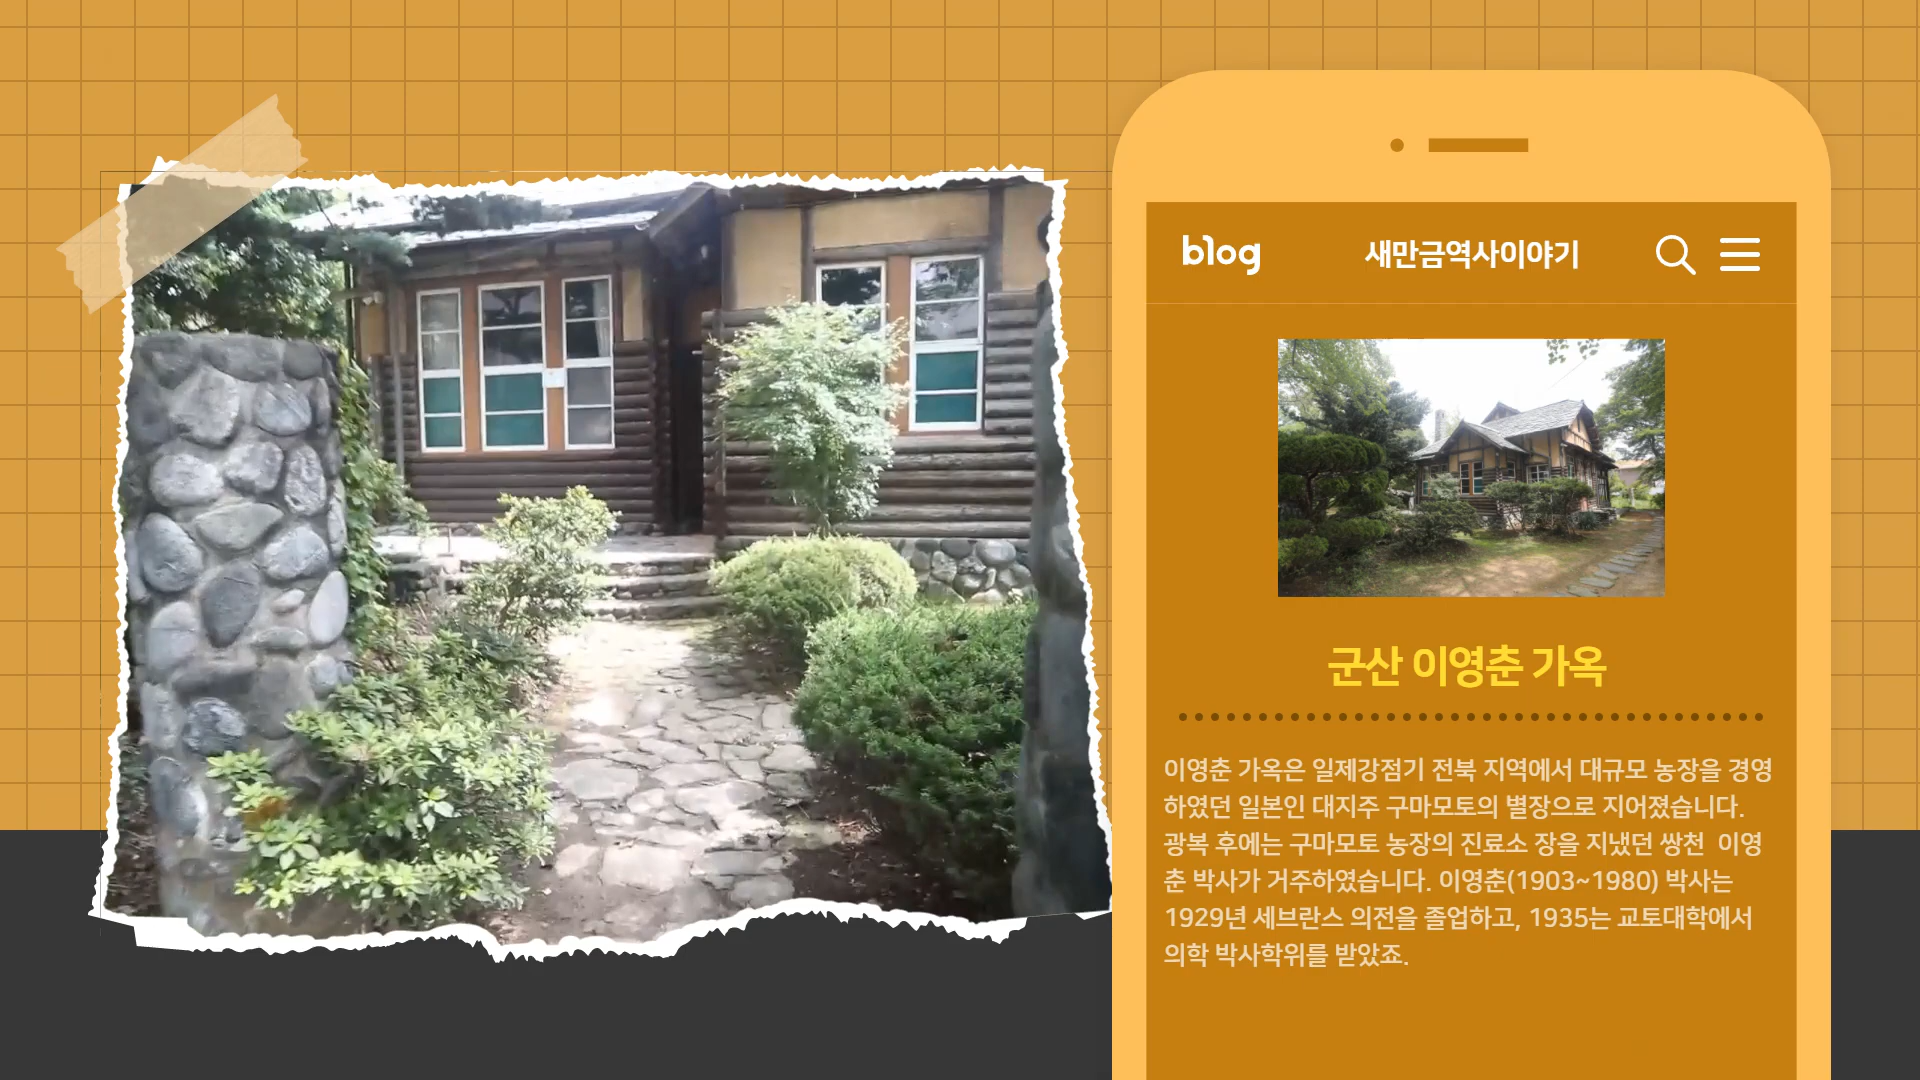 blog
새만금역사이야기
군산 이영춘 가옥
이영춘 가옥은 일제강점기 전북 지역에서 대규모 농장을 경영
하였던 일본인 대지주 구마모토의 별장으로 지어졌습니다.
광복 후에는 구마모토 농장의 진료소 장을 지냈던 쌍천 이영
춘 박사가 거주하였습니다. 이영춘(1903~1980) 박사는
1929년 세브란스 의전을 졸업하고, 1935는 교토대학에서
의학 박사학위를 받았죠.